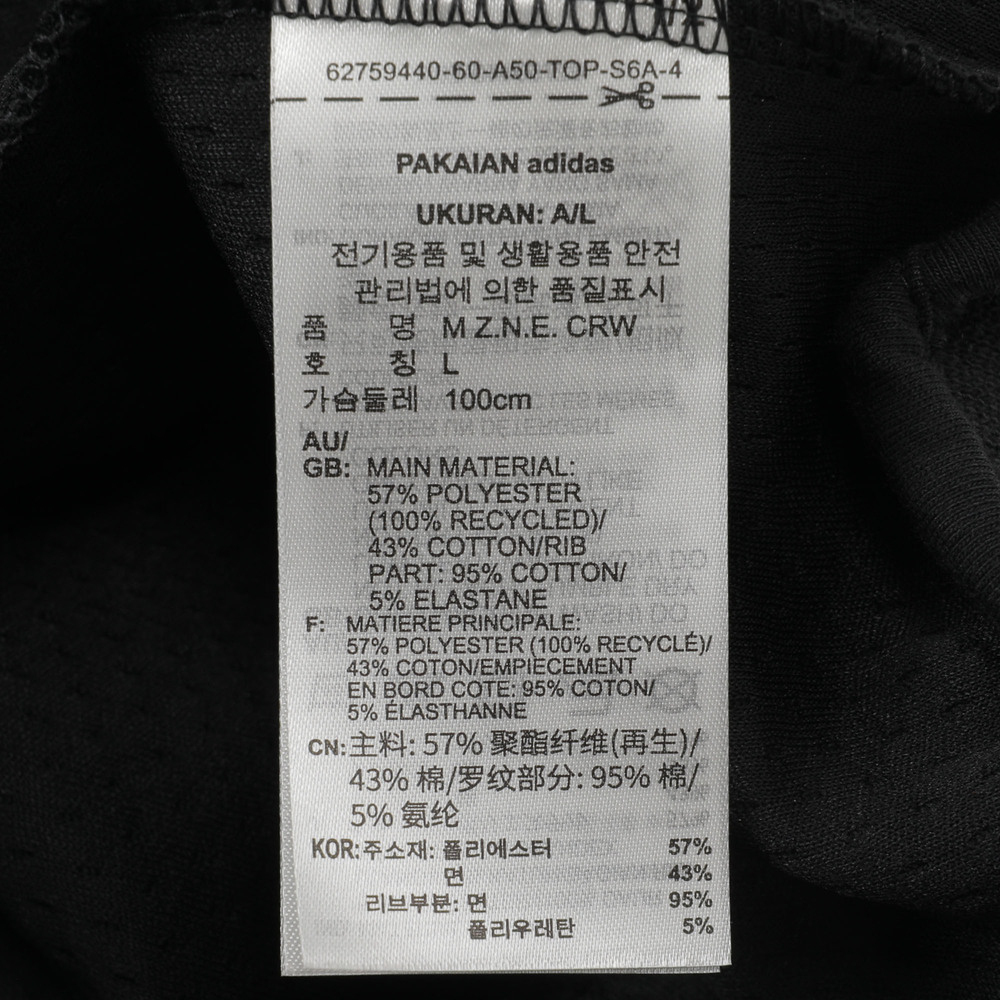 62759440-60-A50-TOP-S6A-4
PAKAIAN adidas
UKURAN: A/L
전기용품 및 생활용품 안전
관리법에 의한 품질표시
품 명 M Z.N.E. CRW
호 칭 L
가슴둘레 100cm
AU/
GB: MAIN MATERIAL:
57% POLYESTER
(100% RECYCLED)/
43% COTTON/RIB
PART: 95% COTTON/
5% ELASTANE
F: MATIERE PRINCIPALE:
57% POLYESTER (100% RECYCLÉ)/
43% COTON/EMPIECEMENT
EN BORD COTE: 95% COTON/
5% ÉLASTHANNE
CN: 主料: 57% 聚酯纤维(再生)/
43% 棉/罗纹部分: 95% 棉/
5% 氨纶
KOR: 주소재: 폴리에스터 57%
면 43%
리브부분: 면 95%
폴리우레탄 5%